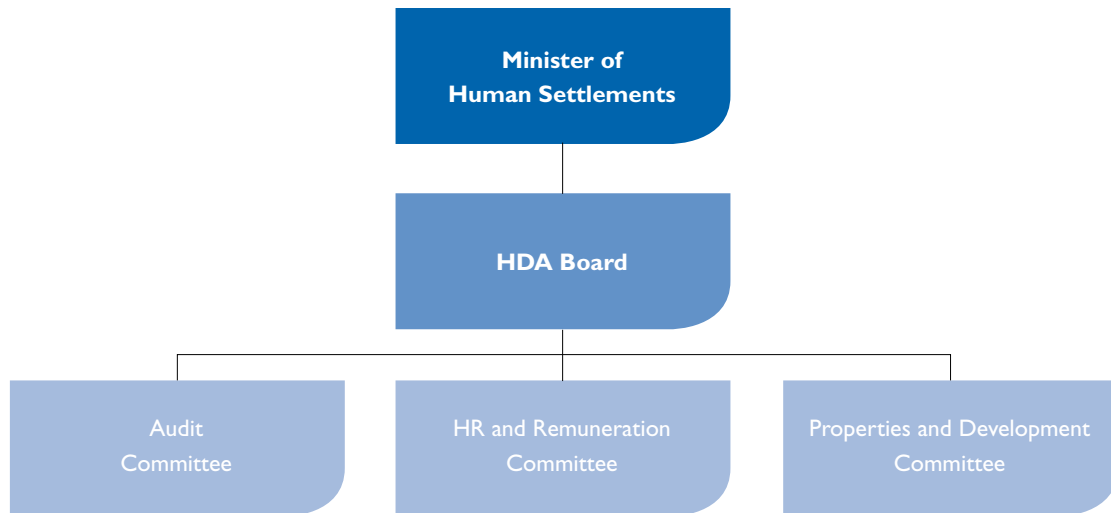 Minister of
Human Settlements
HDA Board
Audit
Committee
HR and Remuneration
Committee
Properties and Development
Committee